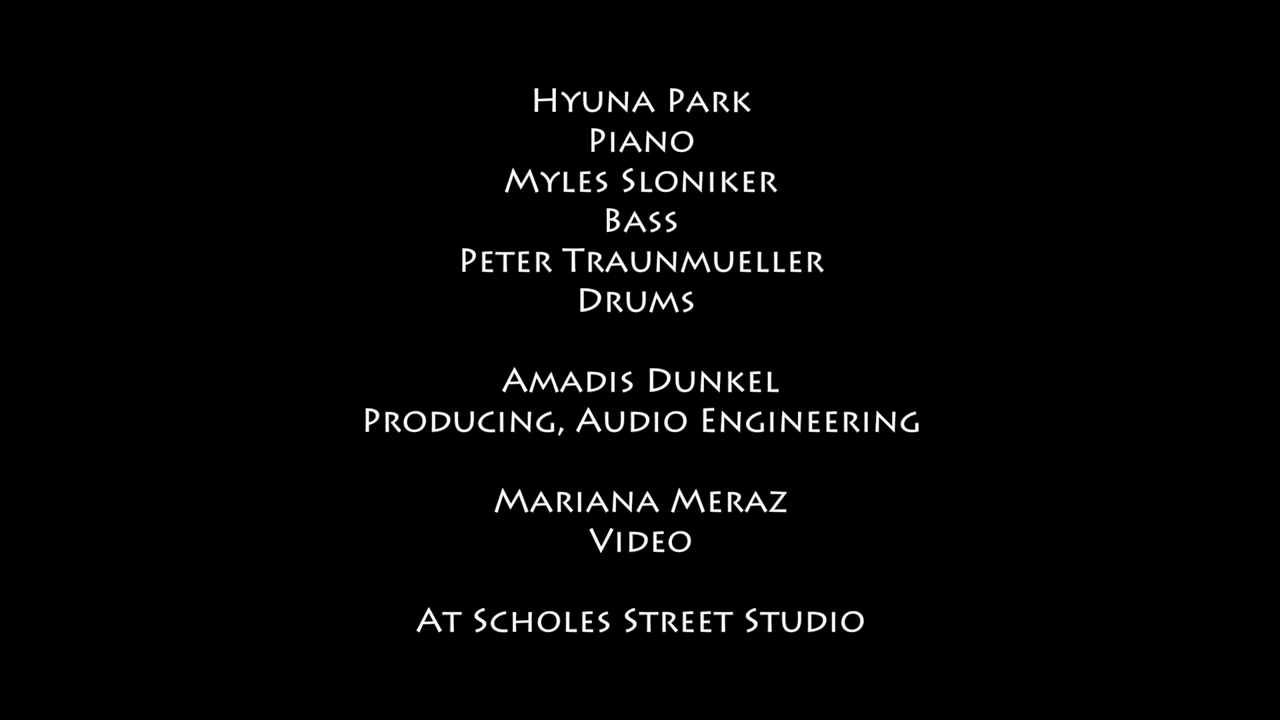 Hyuna Park
Piano
Myles Sloniker
Bass
Peter Traunmueller
Drums
Amadis Dunkel
Producing, Audio Engineering
Mariana Meraz
Video
At Scholes Street Studio